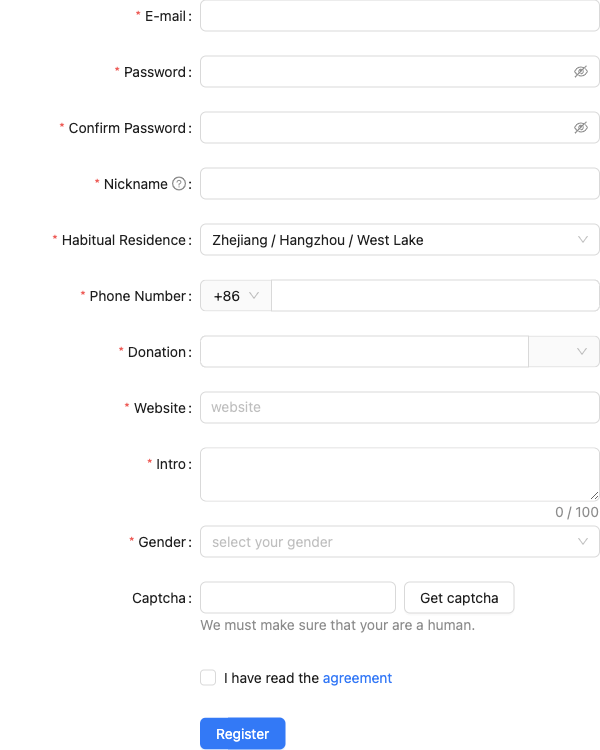 * E-mail:
* Password:
* Confirm Password:
* Nickname ?:
* Habitual Residence: Zhejiang / Hangzhou / West Lake
* Phone Number: +86
* Donation:
* Website: website
* Intro:
0 / 100
* Gender: select your gender
Captcha: Get captcha
We must make sure that your are a human.
I have read the agreement
Register